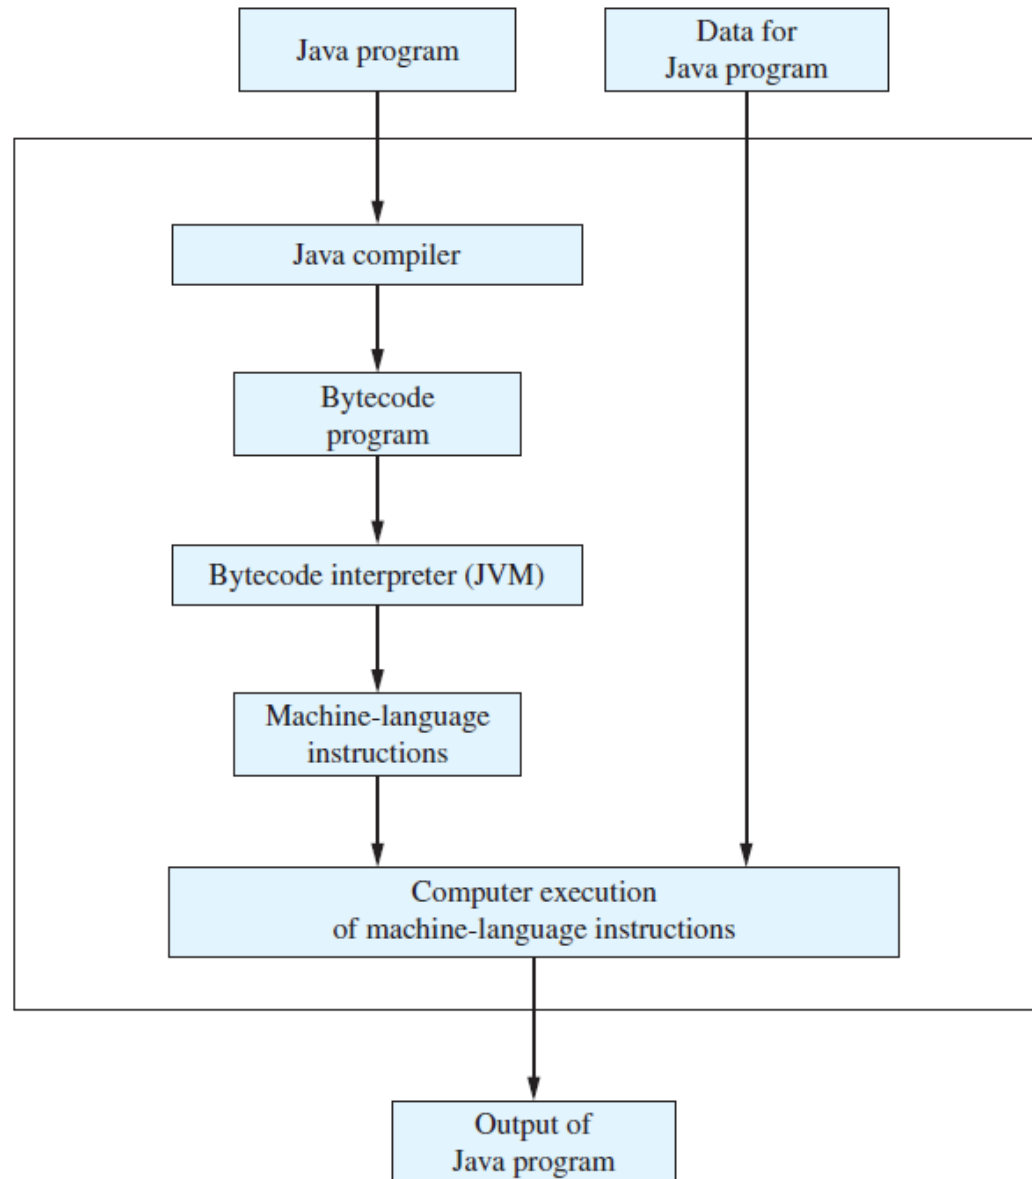 Java program
Data for
Java program
Java compiler
Bytecode
program
Bytecode interpreter (JVM)
Machine-language
instructions
Computer execution
of machine-language instructions
Output of
Java program